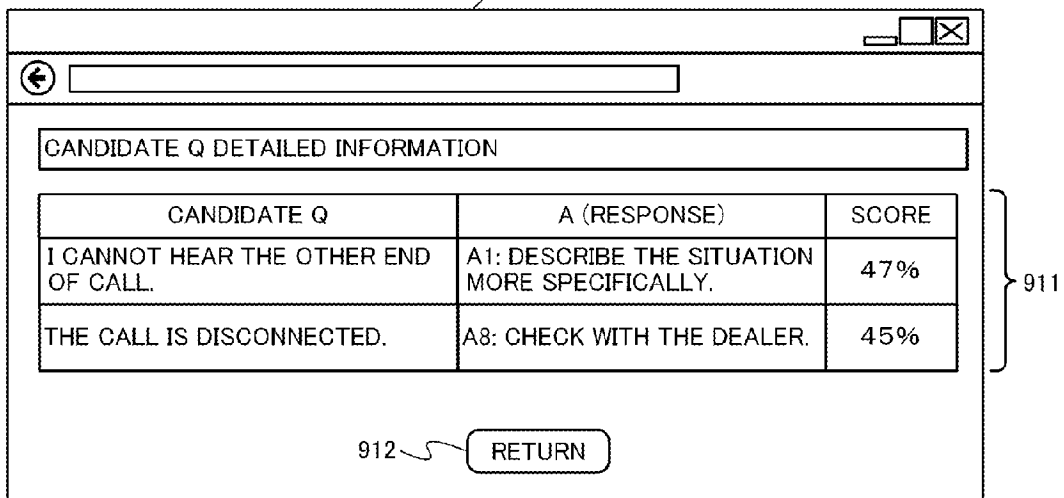 CANDIDATE Q DETAILED INFORMATION
CANDIDATE Q
A (RESPONSE)
SCORE
I CANNOT HEAR THE OTHER END
OF CALL.
A1: DESCRIBE THE SITUATION
MORE SPECIFICALLY.
47%
THE CALL IS DISCONNECTED.
A8: CHECK WITH THE DEALER.
45%
911
912
RETURN